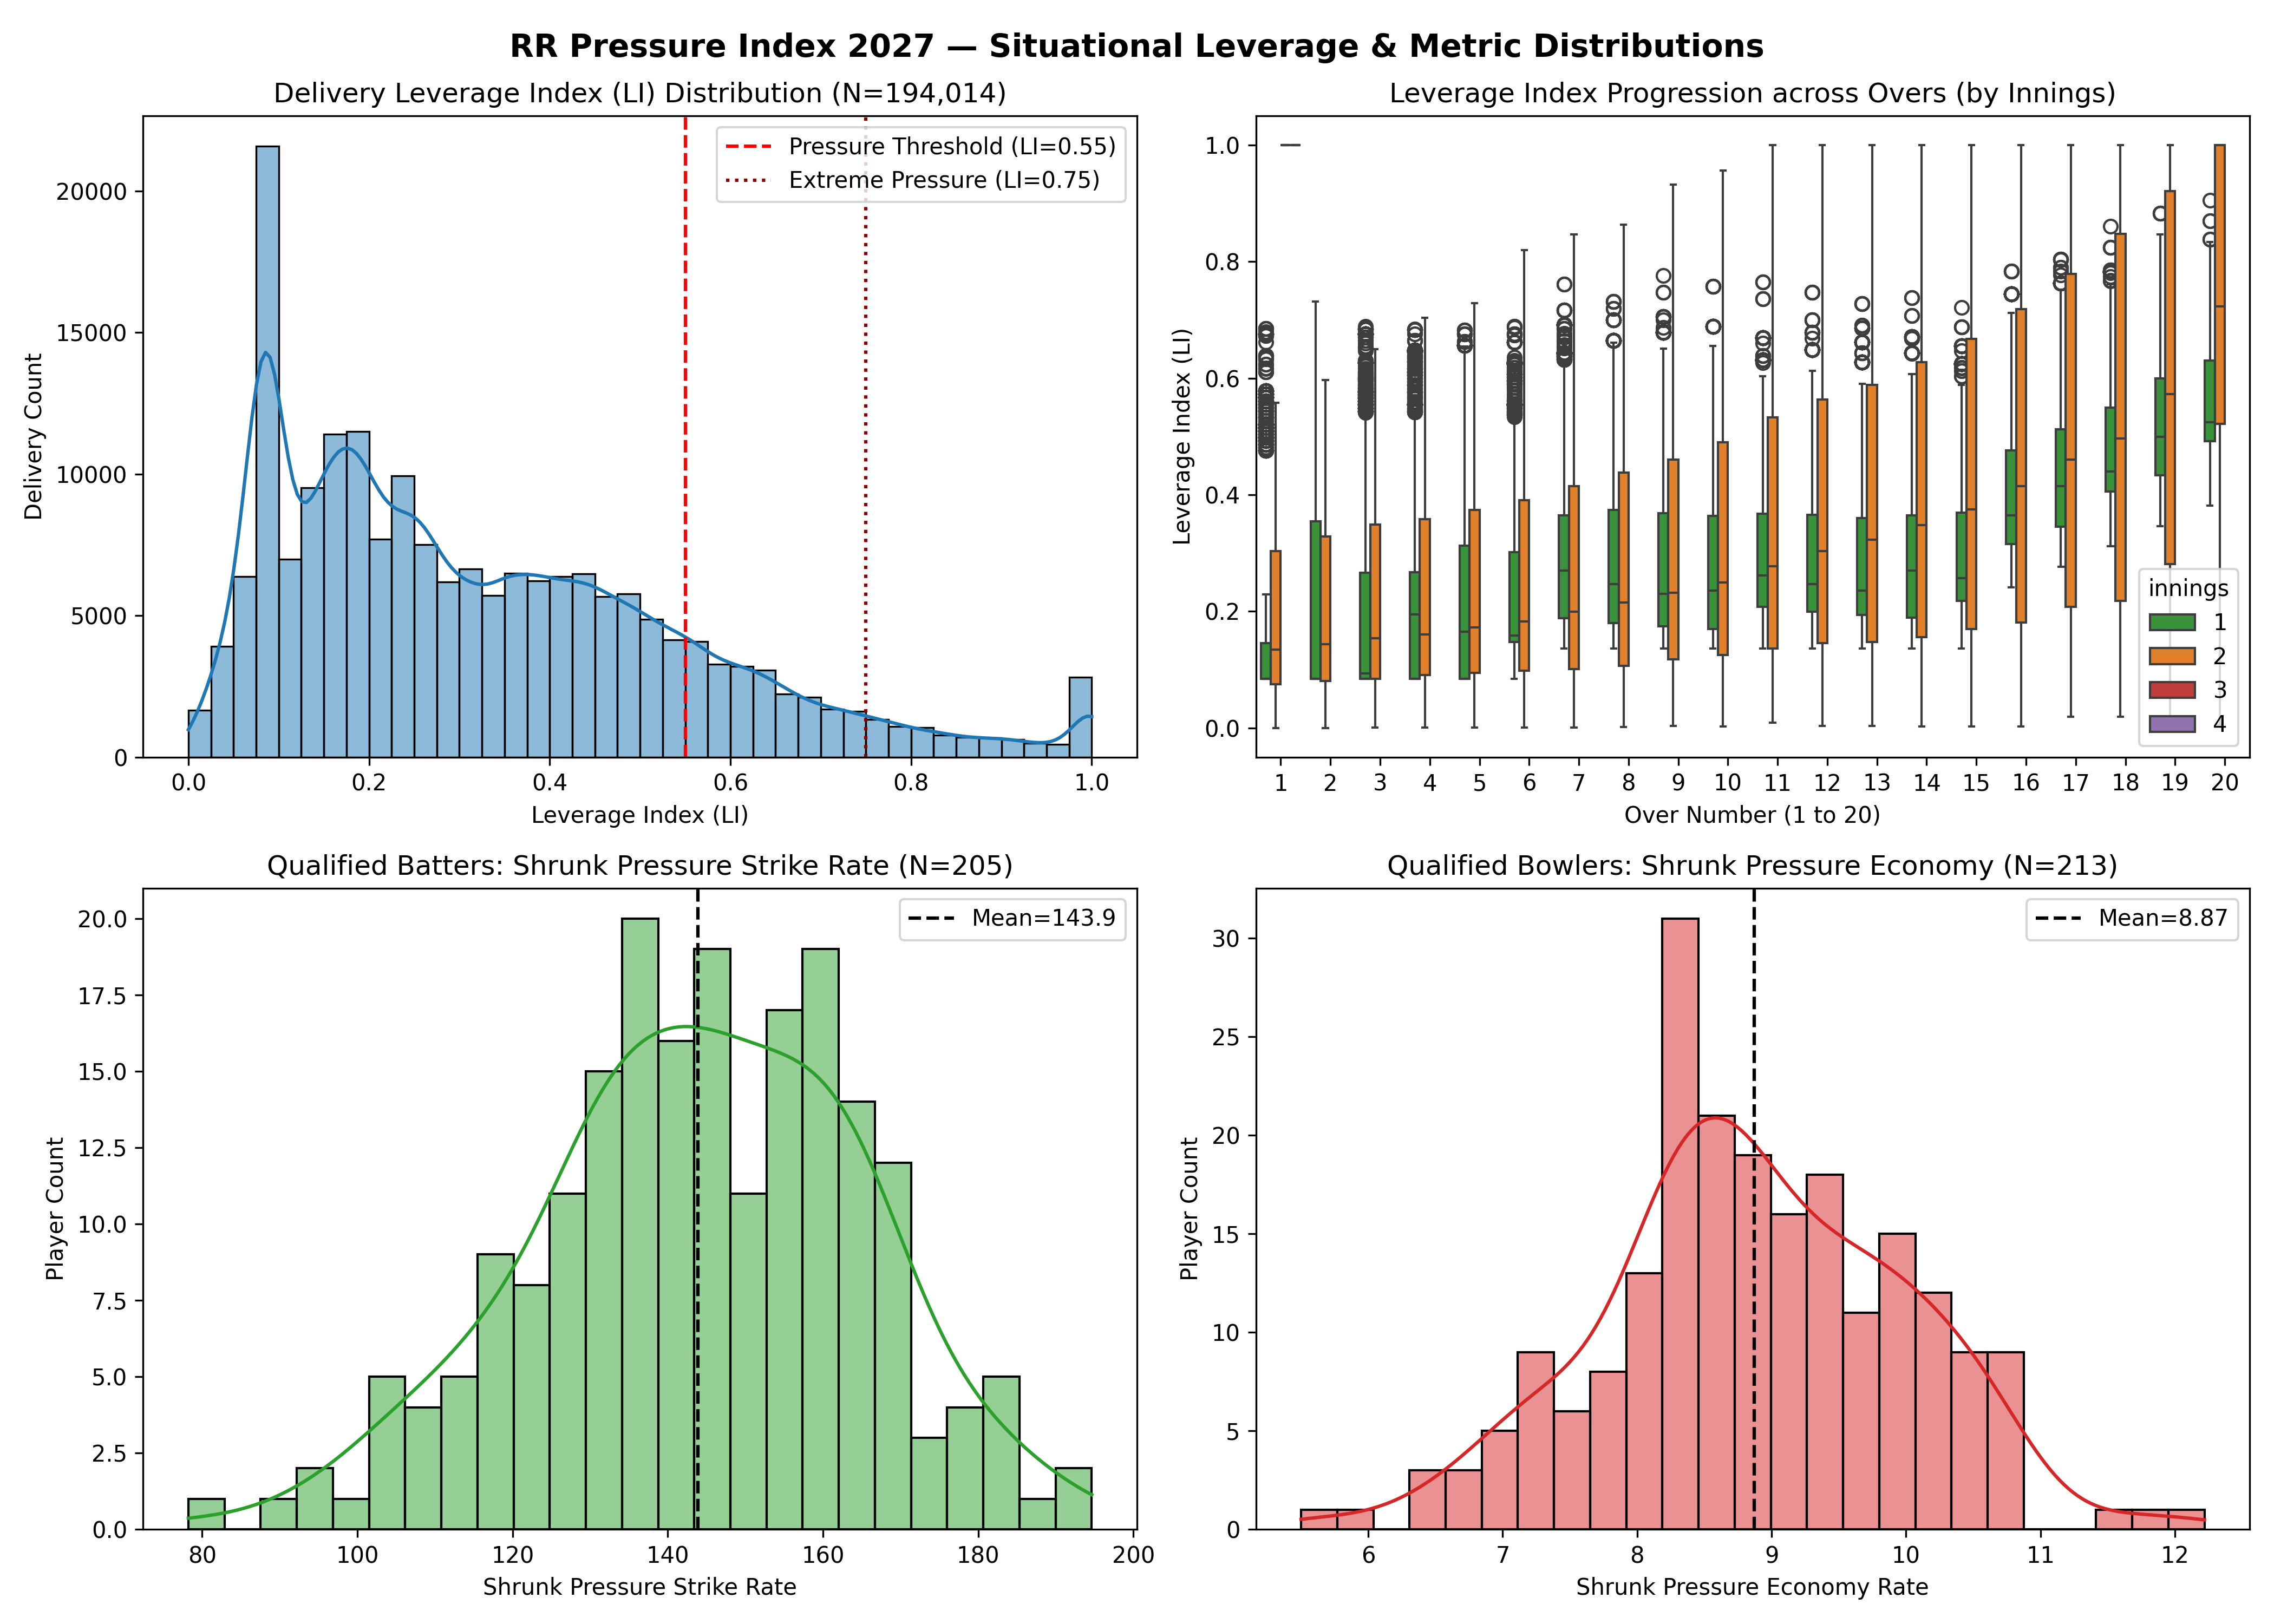 RR Pressure Index 2027 — Situational Leverage & Metric Distributions
Delivery Leverage Index (LI) Distribution (N=194,014)
Pressure Threshold (LI=0.55)
Extreme Pressure (LI=0.75)
Delivery Count
20000
15000
10000
5000
0
0.0 0.2 0.4 0.6 0.8 1.0
Leverage Index (LI)
Leverage Index Progression across Overs (by Innings)
Leverage Index (LI)
1.0
0.8
0.6
0.4
0.2
0.0
innings
1
2
3
4
1 2 3 4 5 6 7 8 9 10 11 12 13 14 15 16 17 18 19 20
Over Number (1 to 20)
Qualified Batters: Shrunk Pressure Strike Rate (N=205)
Mean=143.9
Player Count
20.0
17.5
15.0
12.5
10.0
7.5
5.0
2.5
0.0
80 100 120 140 160 180 200
Shrunk Pressure Strike Rate
Qualified Bowlers: Shrunk Pressure Economy (N=213)
Mean=8.87
Player Count
30
25
20
15
10
5
0
6 7 8 9 10 11 12
Shrunk Pressure Economy Rate